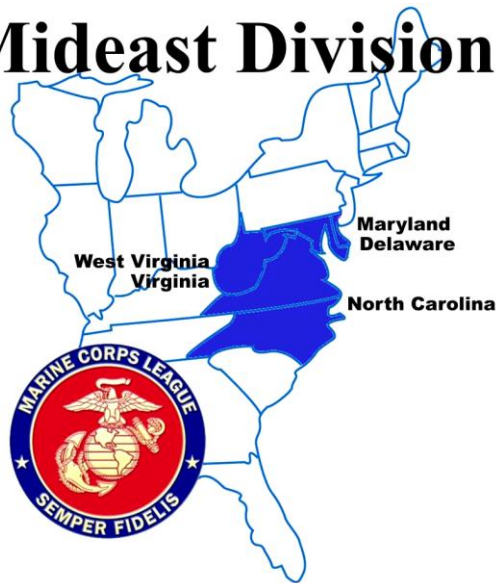 Mideast Division
Maryland
Delaware
West Virginia
Virginia
North Carolina
MARINE CORPS LEAGUE
SEMPER FIDELIS